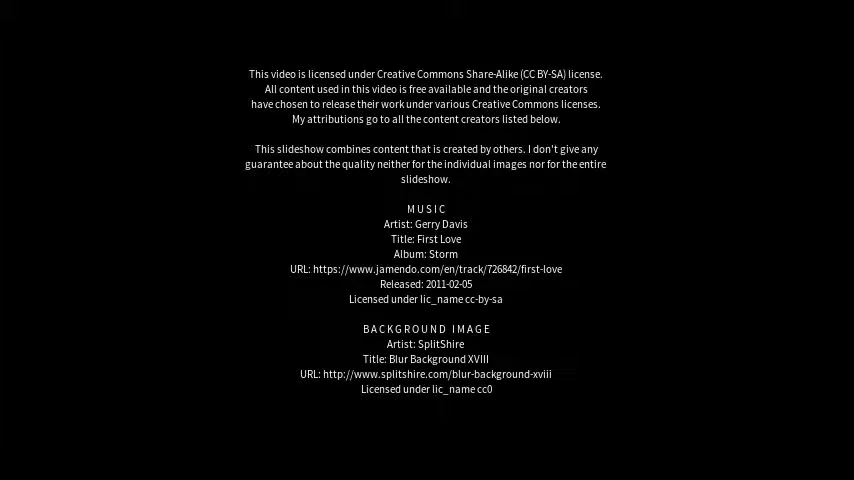 This video is licensed under Creative Commons Share-Alike (CC BY-SA) license.
All content used in this video is free available and the original creators
have chosen to release their work under various Creative Commons licenses.
My attributions go to all the content creators listed below.
This slideshow combines content that is created by others. I don't give any
guarantee about the quality neither for the individual images nor for the entire
slideshow.
MUSIC
Artist: Gerry Davis
Title: First Love
Album: Storm
URL: https://www.jamendo.com/en/track/726842/first-love
Released: 2011-02-05
Licensed under lic_name cc-by-sa
BACKGROUND IMAGE
Artist: SplitShire
Title: Blur Background XVIII
URL: http://www.splitshire.com/blur-background-xviii
Licensed under lic_name cc0